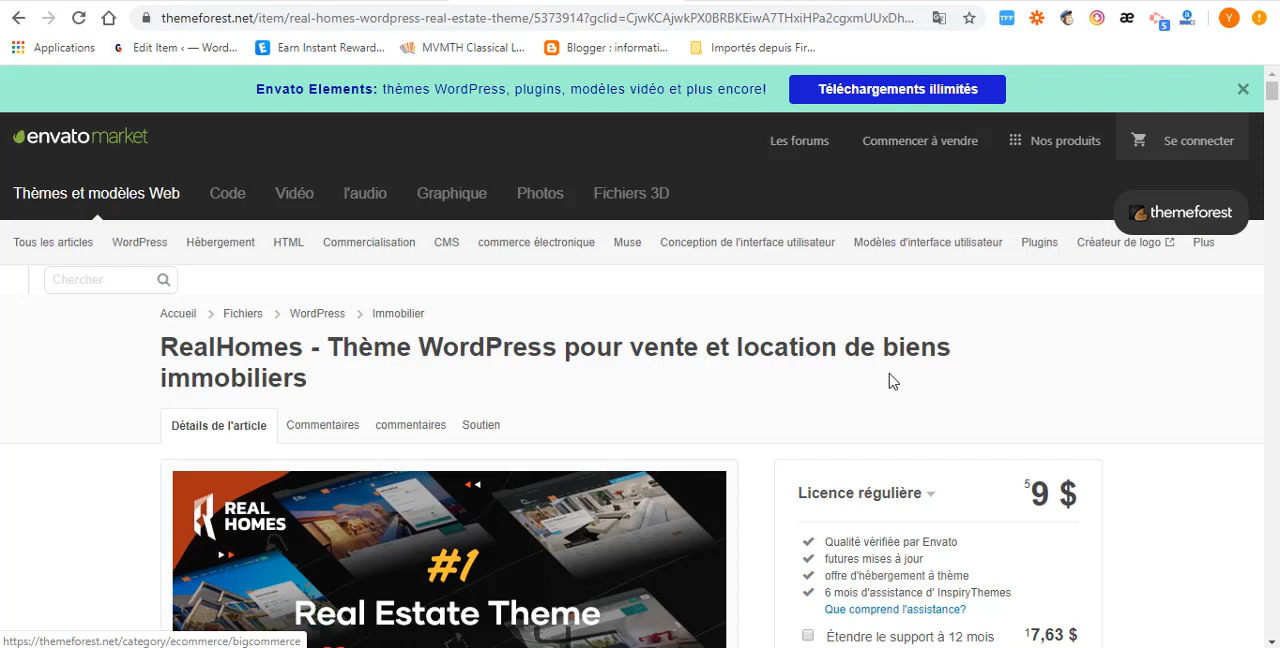 themeforest.net/item/real-homes-wordpress-real-estate-theme/5373914?gclid=CjwKCAjwkPX0BRBKEiwA7THxiHPa2cgxmUUxDh...
TFF
æ
5
Y
Applications
G
Edit Item ‹ — Word...
E
Earn Instant Reward...
MVMTH Classical L...
Blogger : informati...
Importés depuis Fir...
Envato Elements: thèmes WordPress, plugins, modèles vidéo et plus encore!
Téléchargements illimités
envatomarket
Les forums
Commencer à vendre
Nos produits
Se connecter
Thèmes et modèles Web
Code
Vidéo
l'audio
Graphique
Photos
Fichiers 3D
themeforest
Tous les articles
WordPress
Hébergement
HTML
Commercialisation
CMS
commerce électronique
Muse
Conception de l'interface utilisateur
Modèles d'interface utilisateur
Plugins
Créateur de logo
Plus
Chercher
Accueil
Fichiers
WordPress
Immobilier
RealHomes - Thème WordPress pour vente et location de biens
immobiliers
Détails de l'article
Commentaires
commentaires
Soutien
REAL
HOMES
#1
Real Estate Theme
Licence régulière
59 $
Qualité vérifiée par Envato
futures mises à jour
offre d'hébergement à thème
6 mois d'assistance d' InspiryThemes
Que comprend l'assistance?
Étendre le support à 12 mois
17,63 $
https://themeforest.net/category/ecommerce/bigcommerce